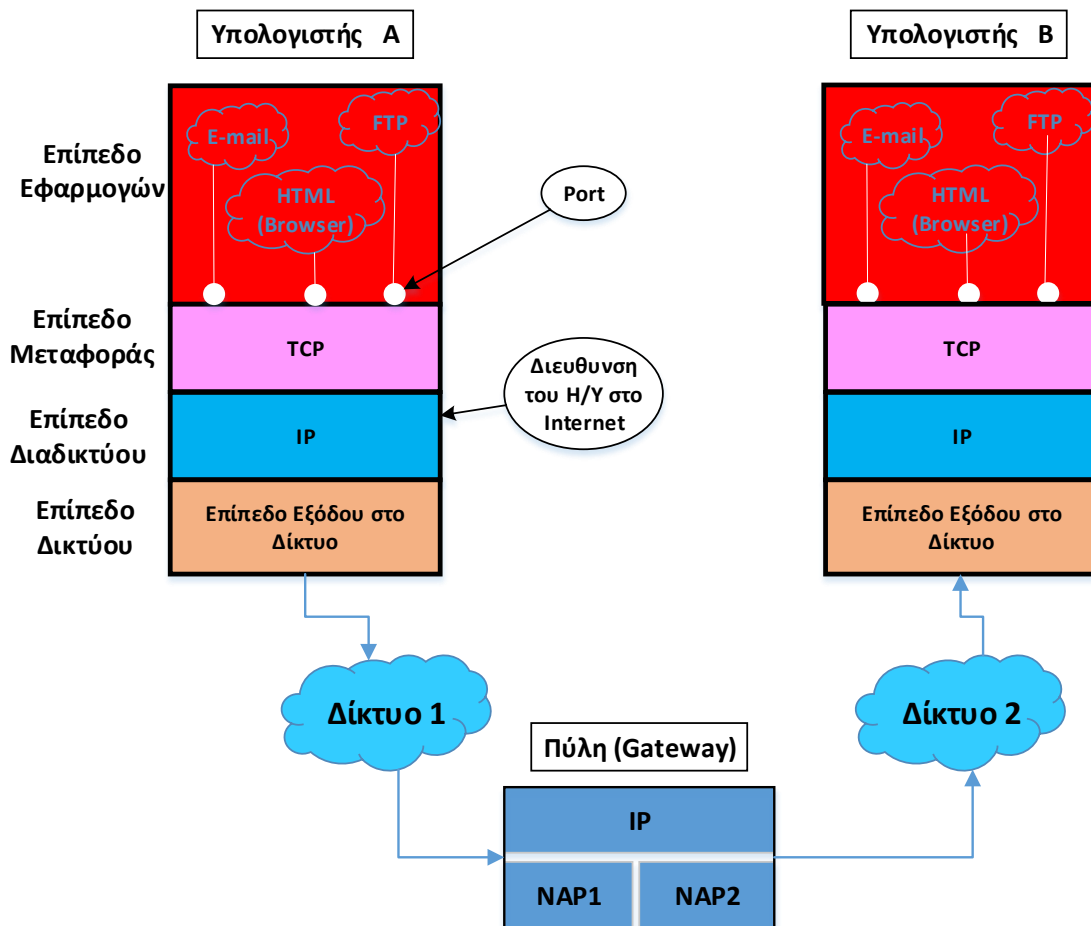 Υπολογιστής Α
Υπολογιστής Β
Επίπεδο
Εφαρμογών
E-mail
FTP
HTML
(Browser)
Port
E-mail
FTP
HTML
(Browser)
Επίπεδο
Μεταφοράς
TCP
TCP
Διευθυνση
του Η/Υ στο
Internet
Επίπεδο
Διαδικτύου
IP
IP
Επίπεδο
Δικτύου
Επίπεδο Εξόδου στο
Δίκτυο
Επίπεδο Εξόδου στο
Δίκτυο
Δίκτυο 1
Δίκτυο 2
Πύλη (Gateway)
IP
NAP1
NAP2